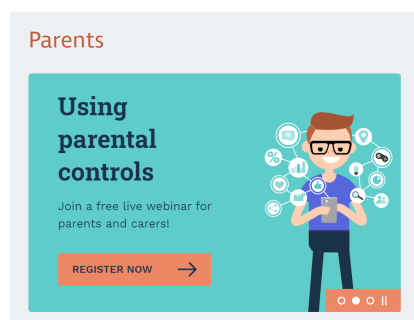 Parents
Using
parental
controls
Join a free live webinar for
parents and carers!
REGISTER NOW